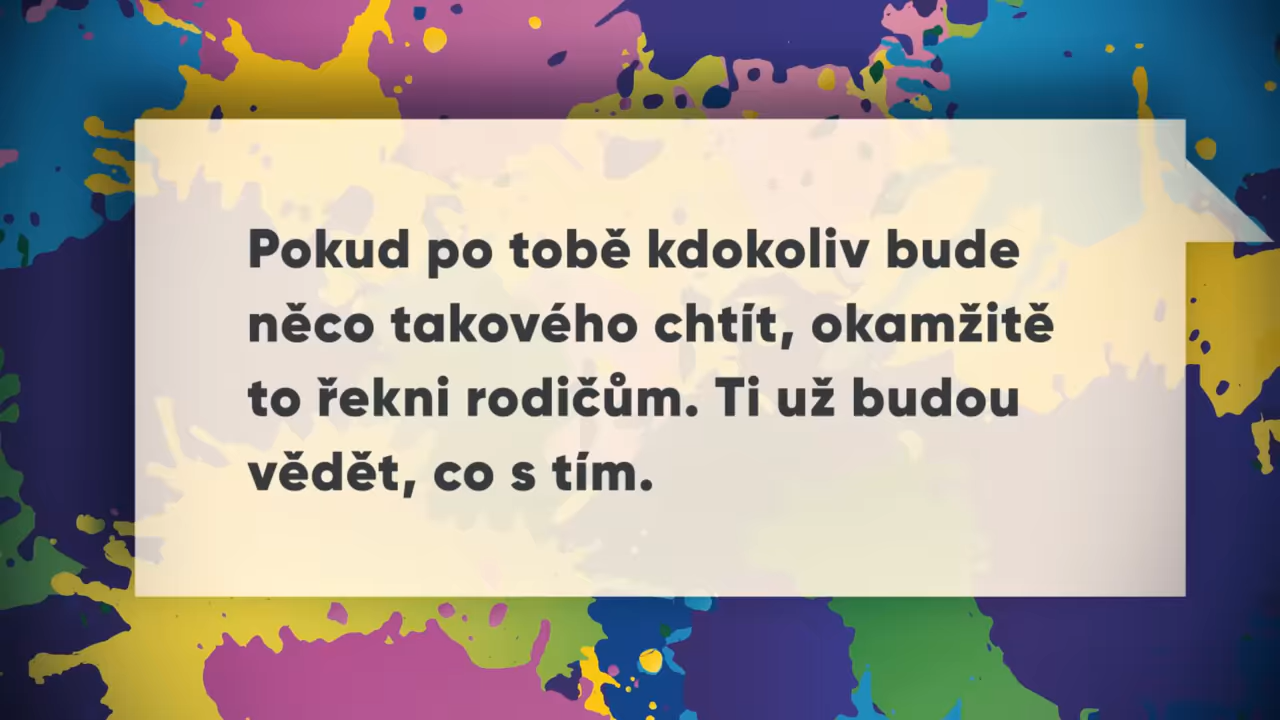 Pokud po tobě kdokoliv bude
něco takového chtít, okamžitě
to řekni rodičům. Ti už budou
vědět, co s tím.